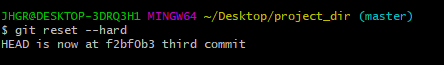 JHGR@DESKTOP-3DRQ3H1 MINGW64 ~/Desktop/project_dir (master)
$ git reset --hard
HEAD is now at f2bf0b3 third commit